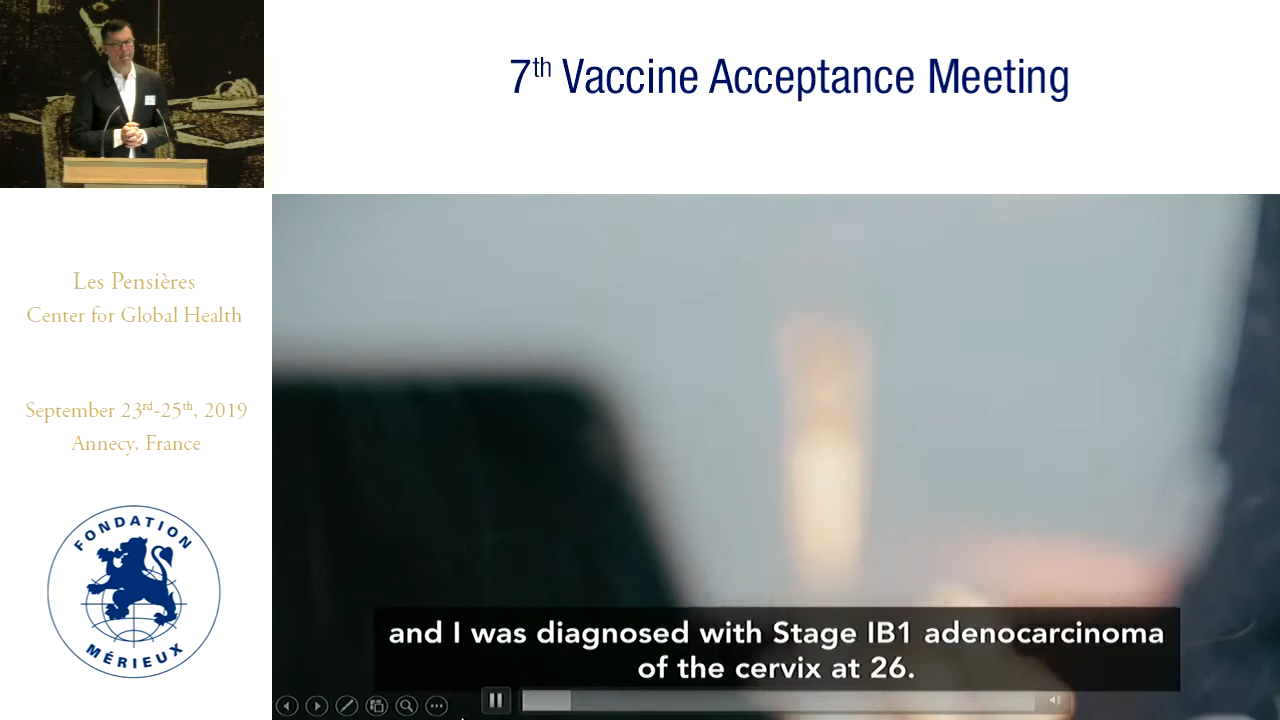 7th Vaccine Acceptance Meeting
Les Pensières
Center for Global Health
September 23rd-25th, 2019
Annecy, France
FONDATION
MÉRIEUX
and I was diagnosed with Stage IB1 adenocarcinoma
of the cervix at 26.